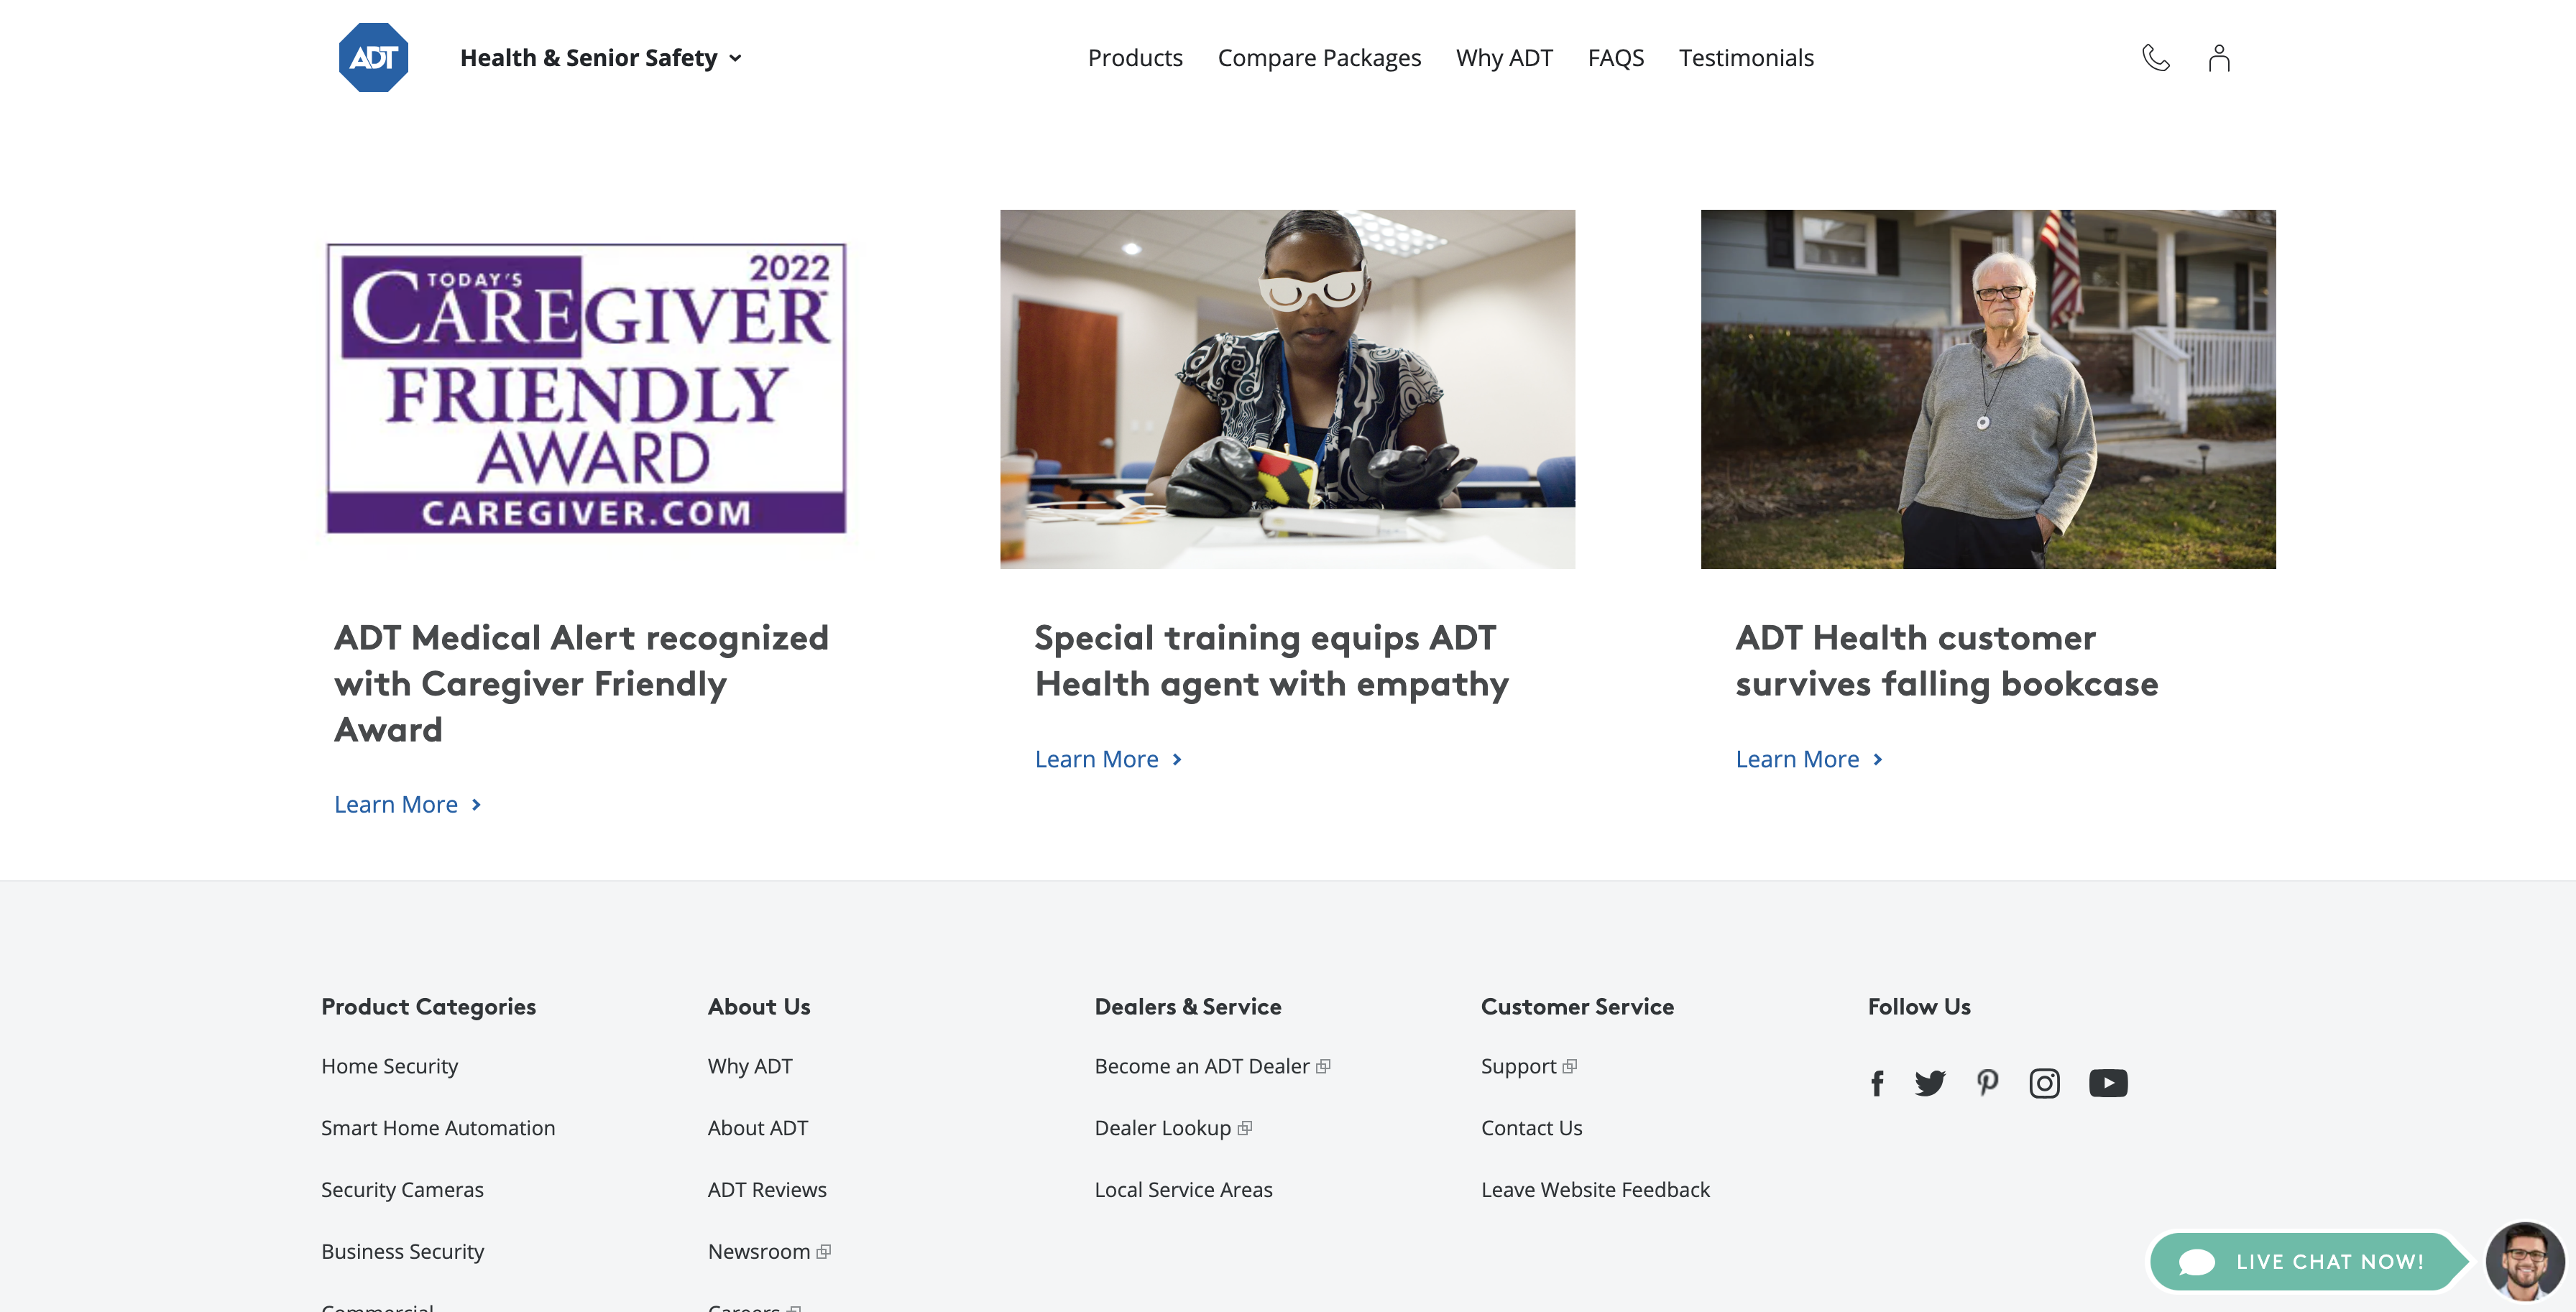 ADT
Health & Senior Safety
Products
Compare Packages
Why ADT
FAQS
Testimonials
2022
TODAY'S
CAREGIVER
FRIENDLY
AWARD
CAREGIVER.COM
ADT Medical Alert recognized
with Caregiver Friendly
Award
Learn More
Special training equips ADT
Health agent with empathy
Learn More
ADT Health customer
survives falling bookcase
Learn More
Product Categories
Home Security
Smart Home Automation
Security Cameras
Business Security
Commercial
About Us
Why ADT
About ADT
ADT Reviews
Newsroom
Careers
Dealers & Service
Become an ADT Dealer
Dealer Lookup
Local Service Areas
Customer Service
Support
Contact Us
Leave Website Feedback
Follow Us
LIVE CHAT NOW!